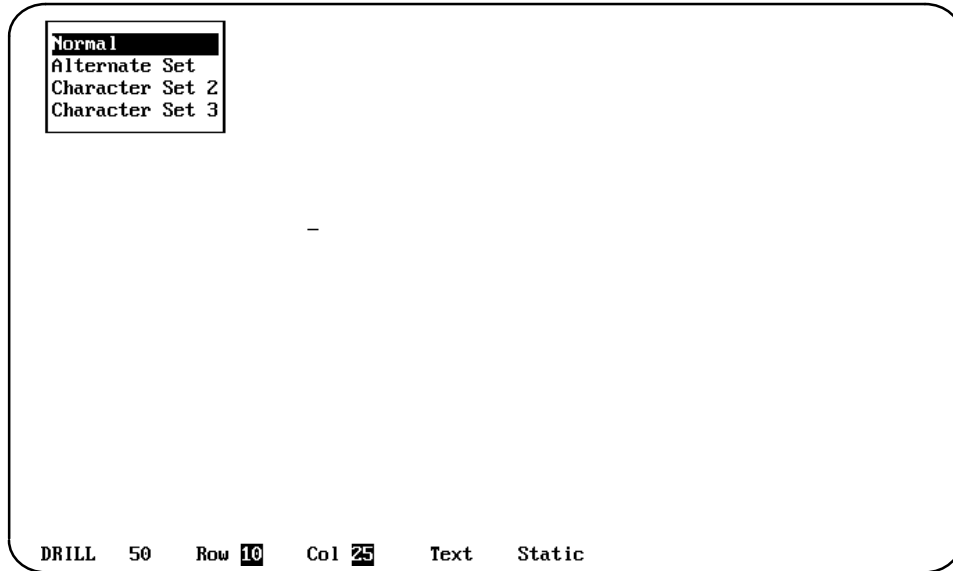 Normal
Alternate Set
Character Set 2
Character Set 3
DRILL 50 Row 10 Col 25 Text Static